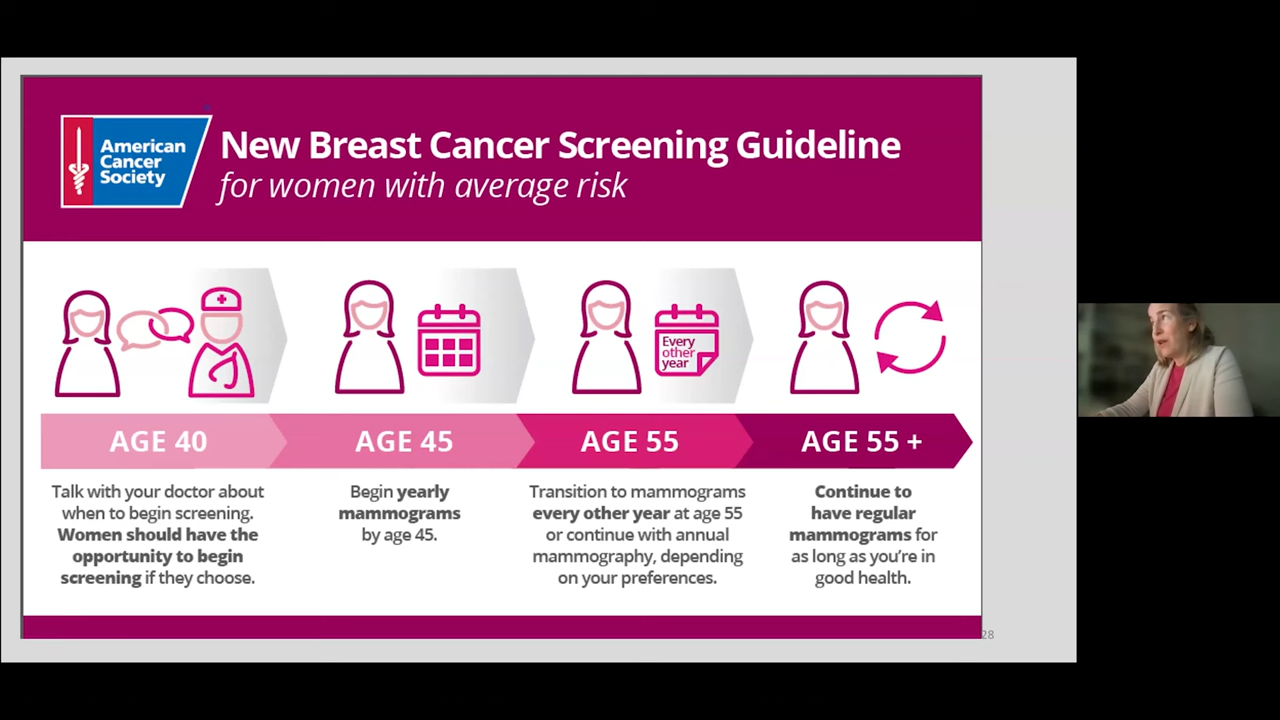 American
Cancer
Society
New Breast Cancer Screening Guideline
for women with average risk
Every
other
year
AGE 40
AGE 45
AGE 55
AGE 55 +
Talk with your doctor about
when to begin screening.
Women should have the
opportunity to begin
screening if they choose.
Begin yearly
mammograms
by age 45.
Transition to mammograms
every other year at age 55
or continue with annual
mammography, depending
on your preferences.
Continue to
have regular
mammograms for
as long as you’re in
good health.
28